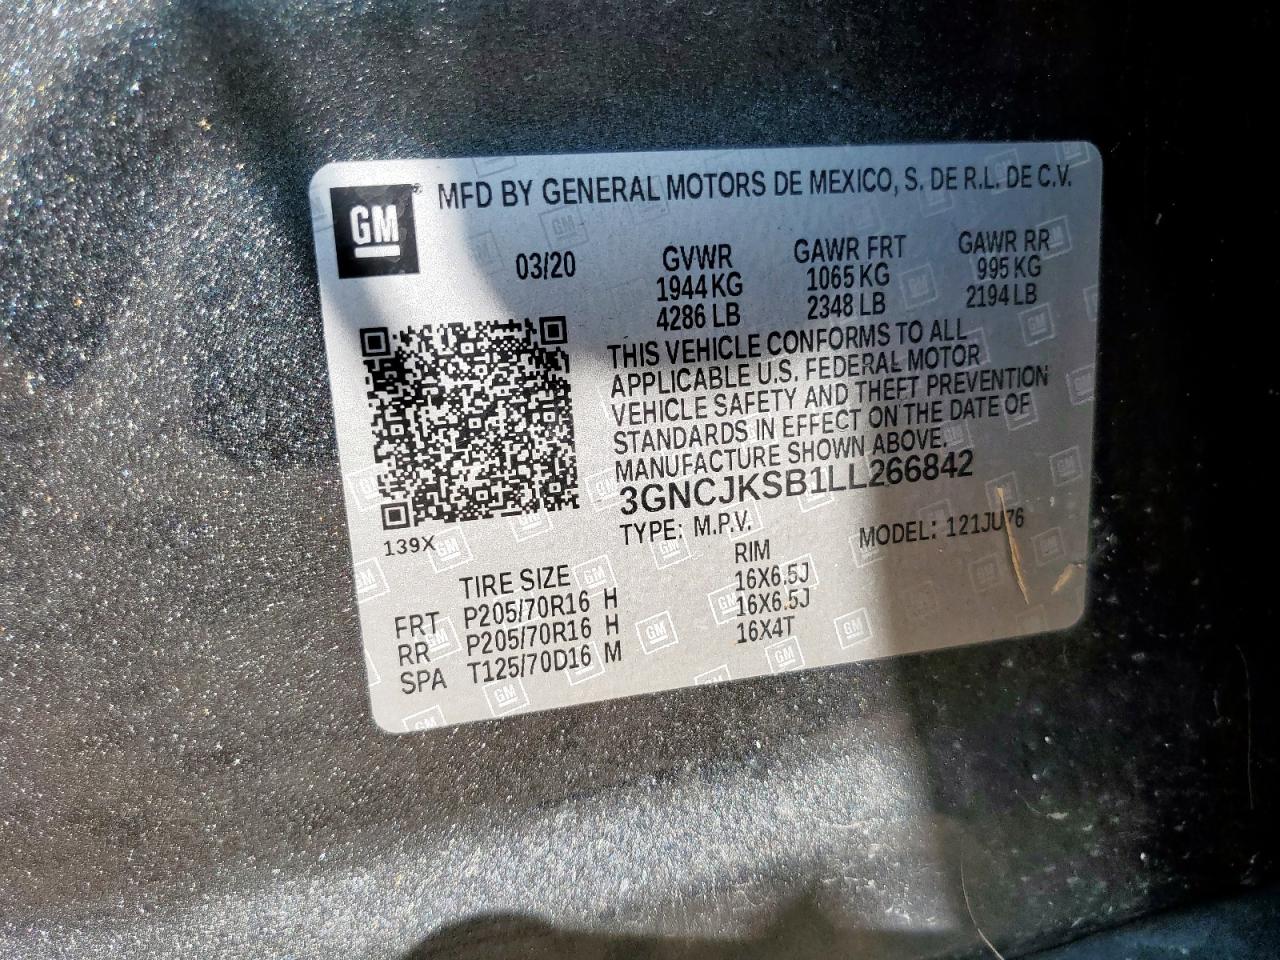 GM
MFD BY GENERAL MOTORS DE MEXICO, S. DE R.L. DE C.V.
03/20
GVWR GAWR FRT GAWR RR
1944 KG 1065 KG 995 KG
4286 LB 2348 LB 2194 LB
THIS VEHICLE CONFORMS TO ALL
APPLICABLE U.S. FEDERAL MOTOR
VEHICLE SAFETY AND THEFT PREVENTION
STANDARDS IN EFFECT ON THE DATE OF
MANUFACTURE SHOWN ABOVE.
3GNCJKSB1LL266842
TYPE: M.P.V. MODEL: 121JU76
139X
TIRE SIZE RIM
FRT P205/70R16 H 16X6.5J
RR P205/70R16 H 16X6.5J
SPA T125/70D16 M 16X4T